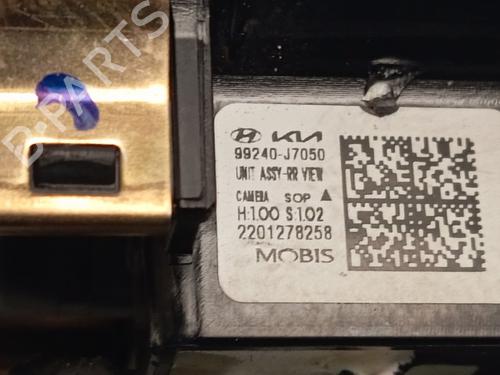 B-PARTS
HYUNDAI KIA
99240-J7050
UNIT ASSY-RR VIEW
CAMERA SOP ▲
H:1.00 S:1.02
2201278258
MOBIS